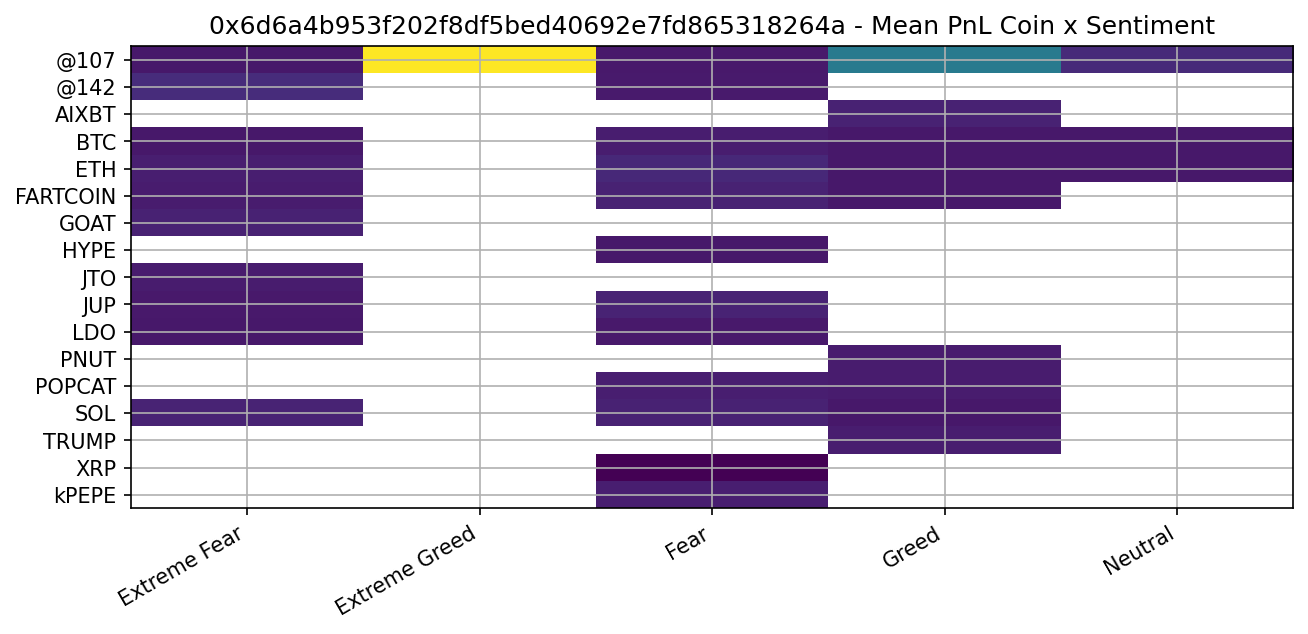 0x6d6a4b953f202f8df5bed40692e7fd865318264a - Mean PnL Coin x Sentiment
@107
@142
AIXBT
BTC
ETH
FARTCOIN
GOAT
HYPE
JTO
JUP
LDO
PNUT
POPCAT
SOL
TRUMP
XRP
kPEPE
Extreme Fear
Extreme Greed
Fear
Greed
Neutral